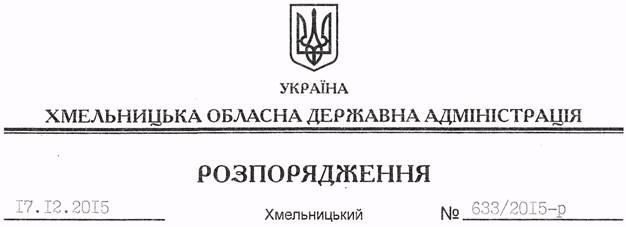 УКРАЇНА
ХМЕЛЬНИЦЬКА ОБЛАСНА ДЕРЖАВНА АДМІНІСТРАЦІЯ
РОЗПОРЯДЖЕННЯ
17.12.2015 Хмельницький № 633/2015-р